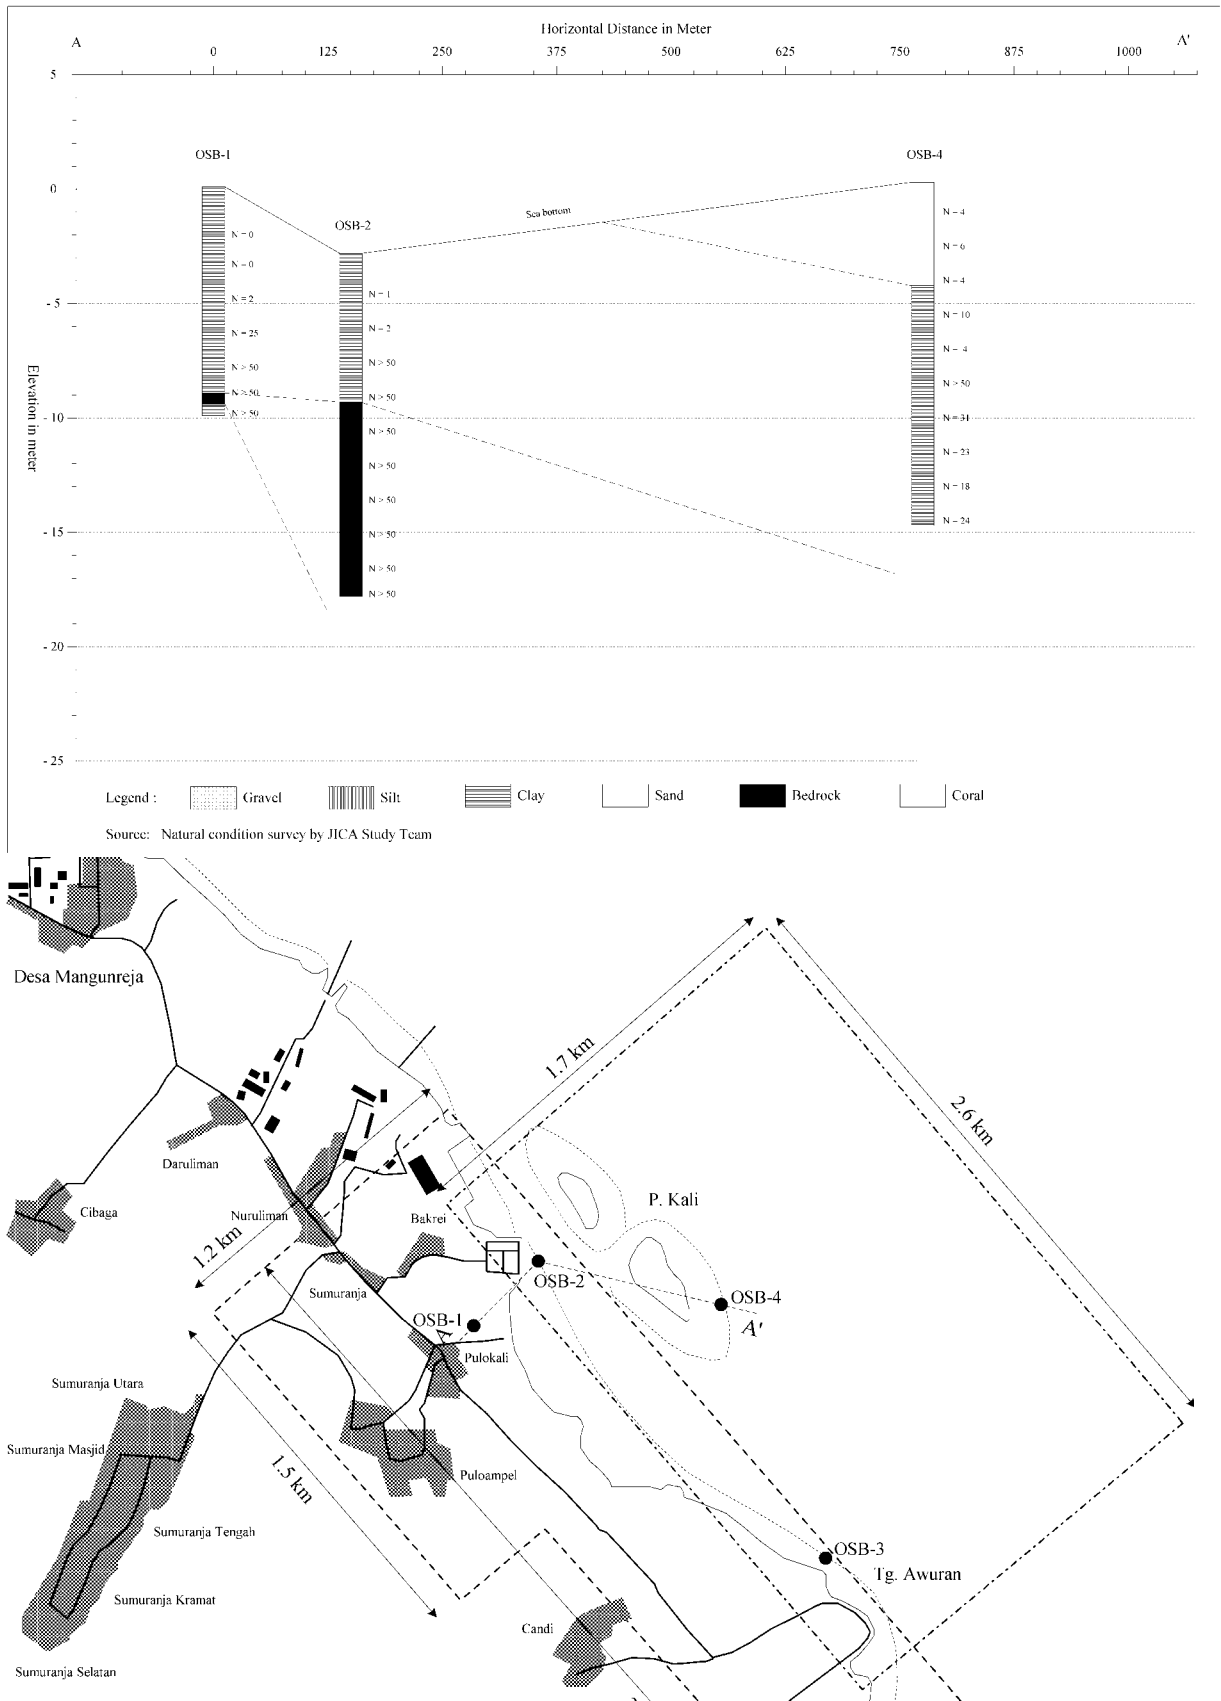 Horizontal Distance in Meter
A 0 125 250 375 500 625 750 875 1000 A'
5
OSB-1 OSB-4
0
Sea bottom
OSB-2
N = 0
N = 0
N = 2
N = 25
N > 50
N > 50
N > 50
N = 1
N = 2
N > 50
N > 50
N > 50
N > 50
N > 50
N > 50
N > 50
N > 50
N = 4
N = 6
N = 4
N = 10
N = 4
N > 50
N = 31
N = 23
N = 18
N = 24
Elevation in meter
- 5
- 10
- 15
- 20
- 25
Legend : Gravel Silt Clay Sand Bedrock Coral
Source: Natural condition survey by JICA Study Team
Desa Mangunreja
1.7 km
2.6 km
Daruliman
P. Kali
Cibaga
Nuruliman
Bakrei
1.2 km
OSB-2
Sumuranja
OSB-4
OSB-1
A'
A
Pulokali
Sumuranja Utara
Sumuranja Masjid
1.5 km
Puloampel
Sumuranja Tengah
OSB-3
Tg. Awuran
Sumuranja Kramat
Candi
Sumuranja Selatan